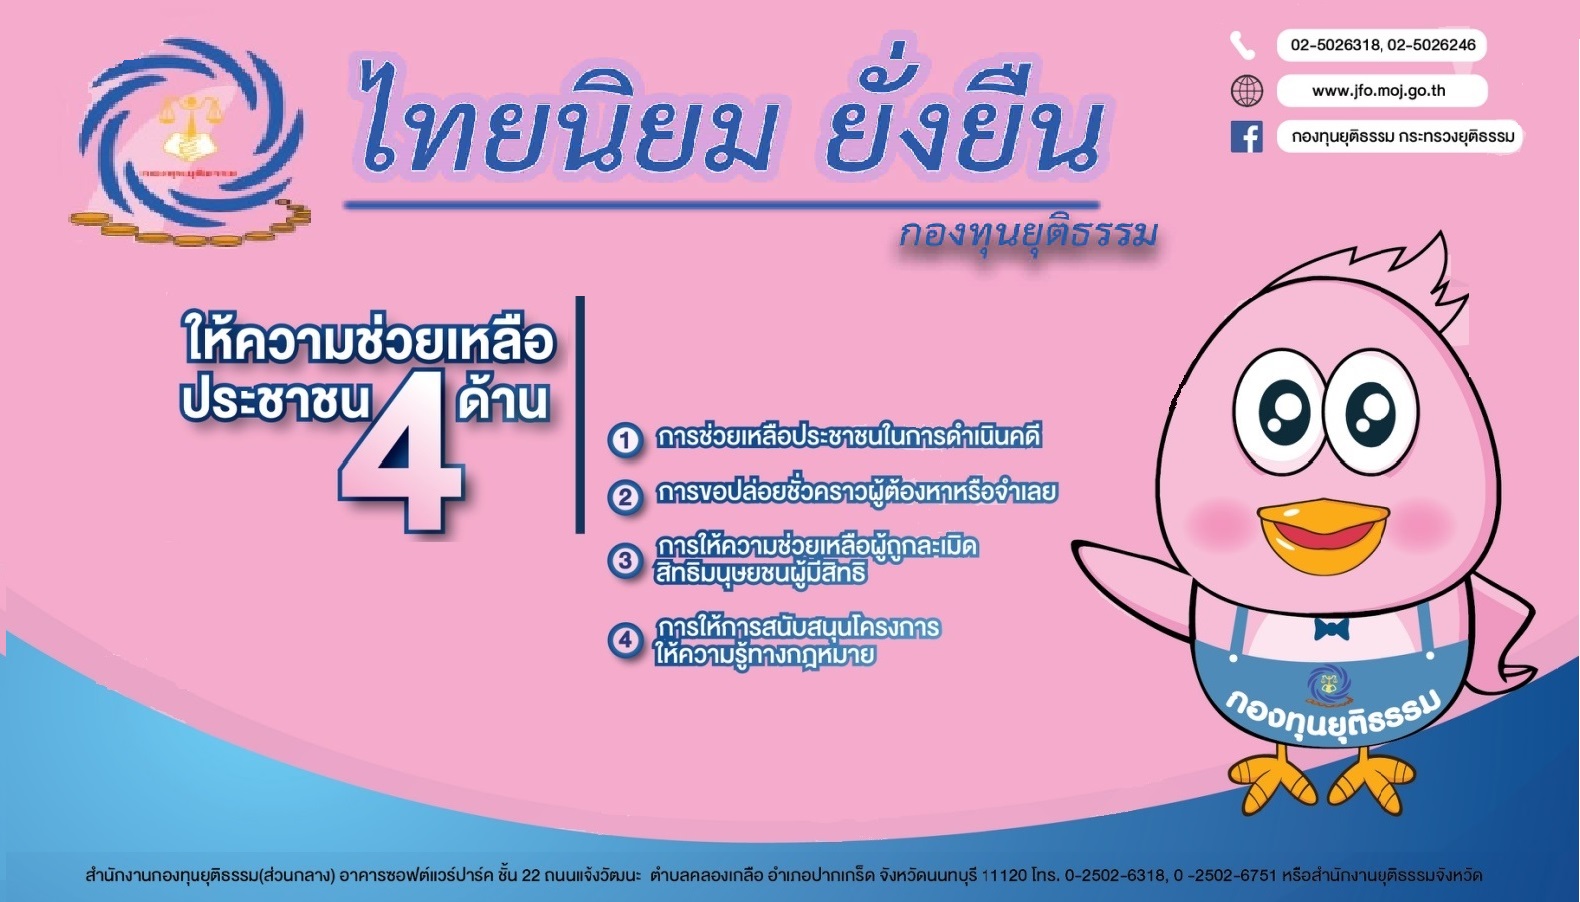 02-5026318, 02-5026246
www.jfo.moj.go.th
กองทุนยุติธรรม กระทรวงยุติธรรม
ไทยนิยม ยั่งยืน
กองทุนยุติธรรม
ให้ความช่วยเหลือ
ประชาชน 4 ด้าน
1 การช่วยเหลือประชาชนในการดำเนินคดี
2 การขอปล่อยชั่วคราวผู้ต้องหาหรือจำเลย
3 การให้ความช่วยเหลือผู้ถูกละเมิด
สิทธิมนุษยชนผู้มีสิทธิ
4 การให้การสนับสนุนโครงการ
ให้ความรู้ทางกฎหมาย
กองทุนยุติธรรม
สำนักงานกองทุนยุติธรรม(ส่วนกลาง) อาคารซอฟต์แวร์ปาร์ค ชั้น 22 ถนนแจ้งวัฒนะ ตำบลคลองเกลือ อำเภอปากเกร็ด จังหวัดนนทบุรี 11120 โทร. 0-2502-6318, 0 -2502-6751 หรือสำนักงานยุติธรรมจังหวัด